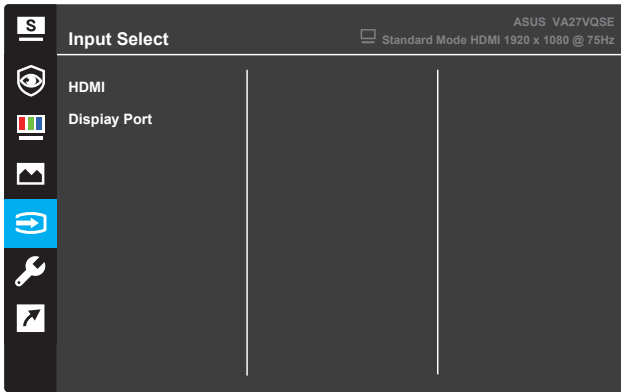 S
ASUS VA27VQSE
Input Select
Standard Mode HDMI 1920 x 1080 @ 75Hz
HDMI
Display Port